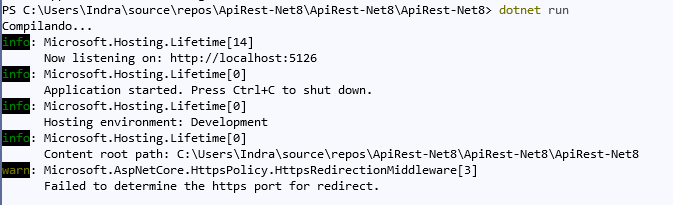 PS C:\Users\Indra\source\repos\ApiRest-Net8\ApiRest-Net8\ApiRest-Net8> dotnet run
Compilando...
info: Microsoft.Hosting.Lifetime[14]
      Now listening on: http://localhost:5126
info: Microsoft.Hosting.Lifetime[0]
      Application started. Press Ctrl+C to shut down.
info: Microsoft.Hosting.Lifetime[0]
      Hosting environment: Development
info: Microsoft.Hosting.Lifetime[0]
      Content root path: C:\Users\Indra\source\repos\ApiRest-Net8\ApiRest-Net8\ApiRest-Net8
warn: Microsoft.AspNetCore.HttpsPolicy.HttpsRedirectionMiddleware[3]
      Failed to determine the https port for redirect.